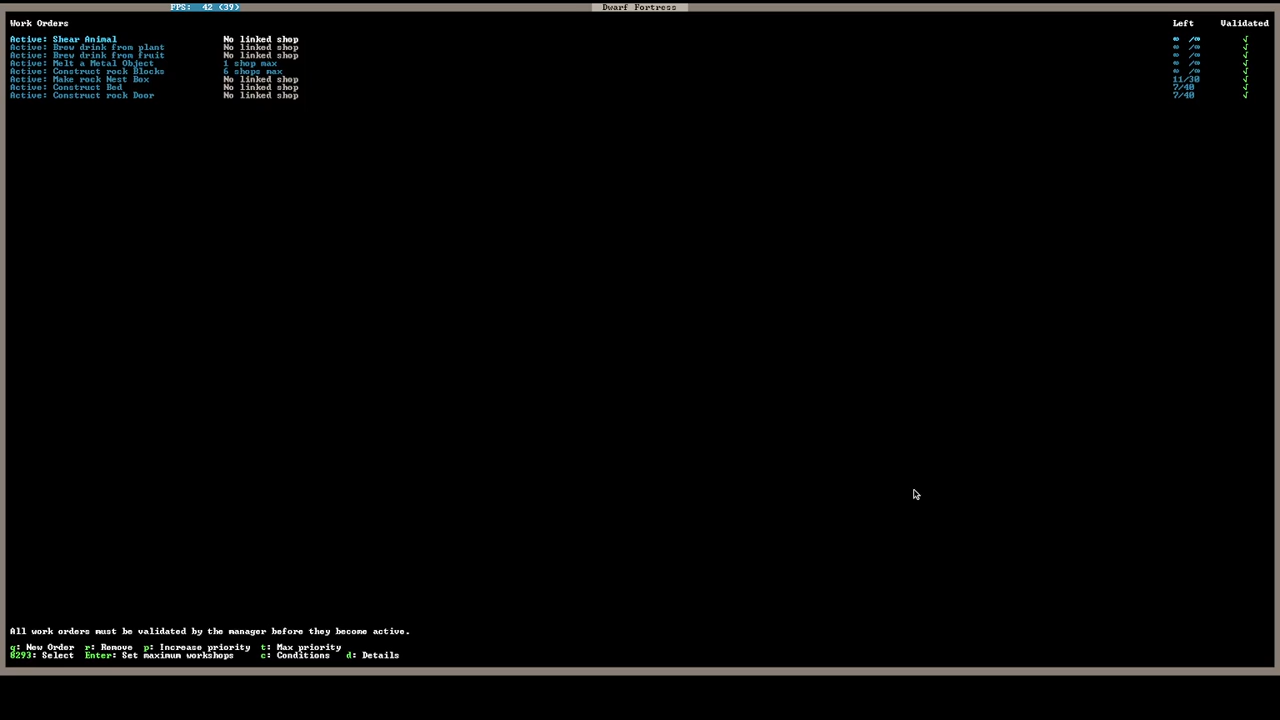 FPS: 42 (39) Dwarf Fortress
Work Orders Left Validated
Active: Shear Animal No linked shop ∞ /∞ √
Active: Brew drink from plant No linked shop ∞ /∞ √
Active: Brew drink from fruit No linked shop ∞ /∞ √
Active: Melt a Metal Object 1 shop max ∞ /∞ √
Active: Construct rock Blocks 6 shops max ∞ /∞ √
Active: Make rock Nest Box No linked shop 11/30 √
Active: Construct Bed No linked shop 7/40 √
Active: Construct rock Door No linked shop 7/40 √
All work orders must be validated by the manager before they become active.
q: New Order r: Remove p: Increase priority t: Max priority
8293: Select Enter: Set maximum workshops c: Conditions d: Details